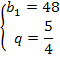 b₁ = 48
q = 5/4